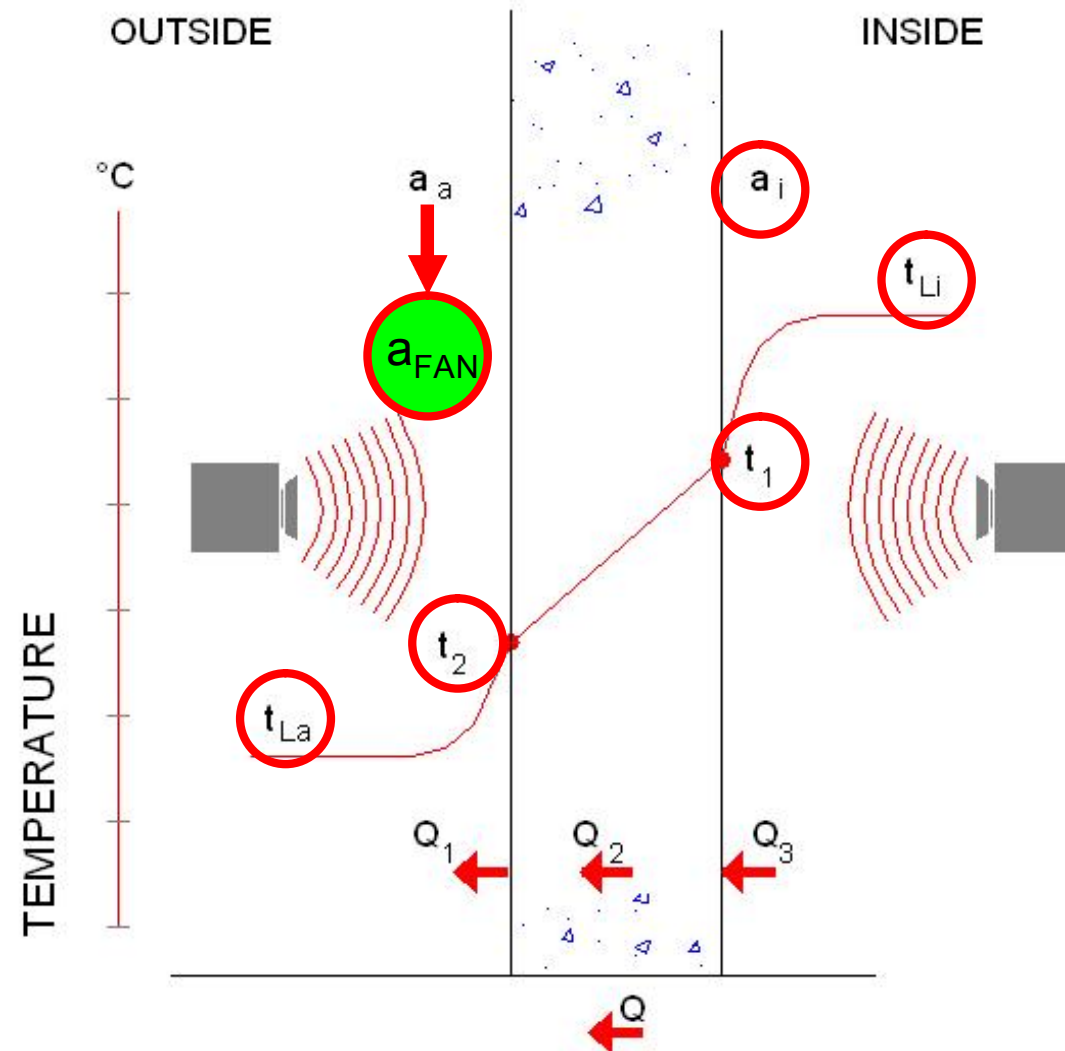 OUTSIDE
INSIDE
°C
a a
a i
t Li
a FAN
t 1
t 2
t La
TEMPERATURE
Q 1
Q 2
Q 3
Q